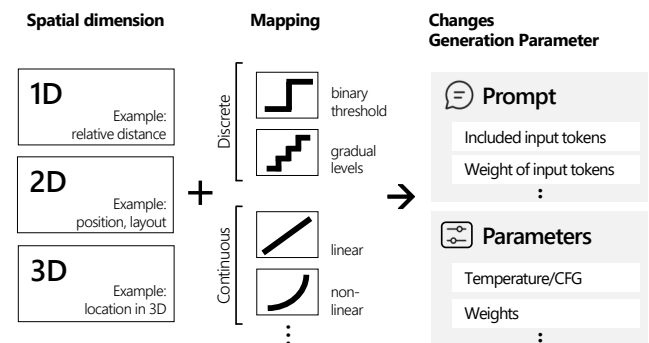 Spatial dimension
Mapping
Changes
Generation Parameter
1D
Example:
relative distance
2D
Example:
position, layout
3D
Example:
location in 3D
+
Discrete
binary
threshold
gradual
levels
Continuous
linear
non-
linear
⋮
→
Prompt
Included input tokens
Weight of input tokens
⋮
Parameters
Temperature/CFG
Weights
⋮